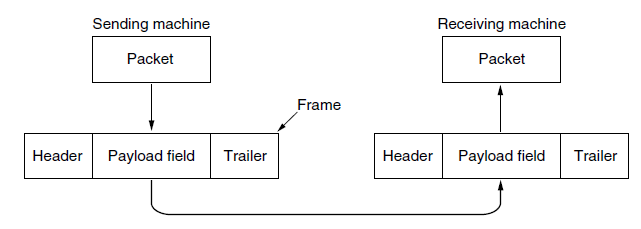 Sending machine
Receiving machine
Packet
Packet
Frame
Header Payload field Trailer
Header Payload field Trailer